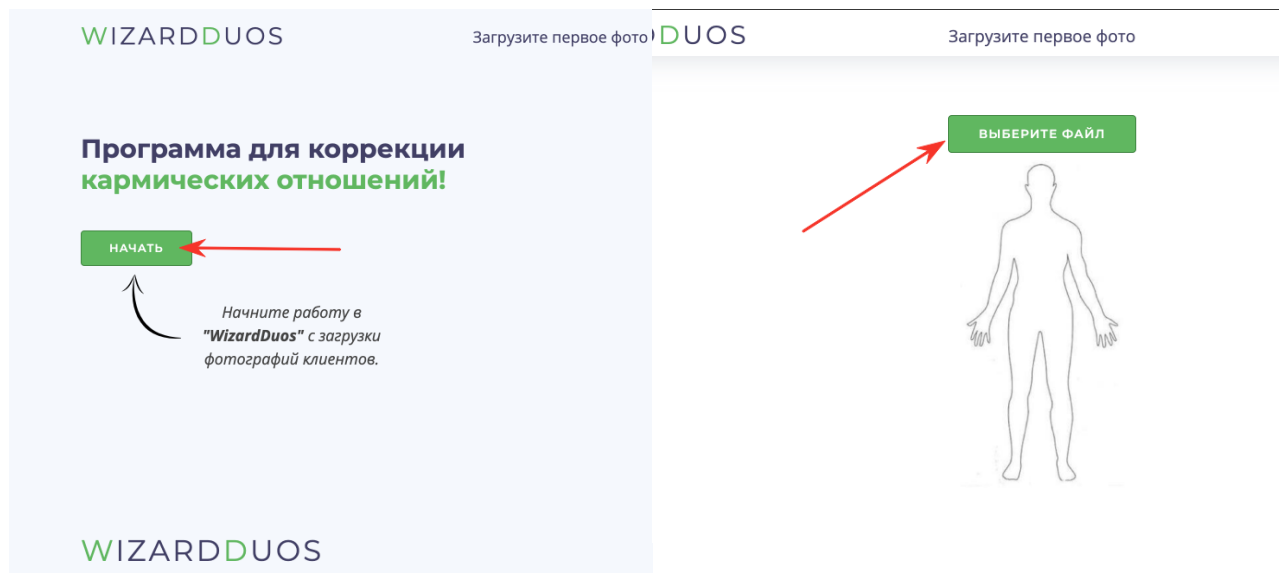 WIZARDDUOS
Загрузите первое фото
Программа для коррекции
кармических отношений!
НАЧАТЬ
Начните работу в
"WizardDuos" с загрузки
фотографий клиентов.
WIZARDDUOS
DUOS
Загрузите первое фото
ВЫБЕРИТЕ ФАЙЛ